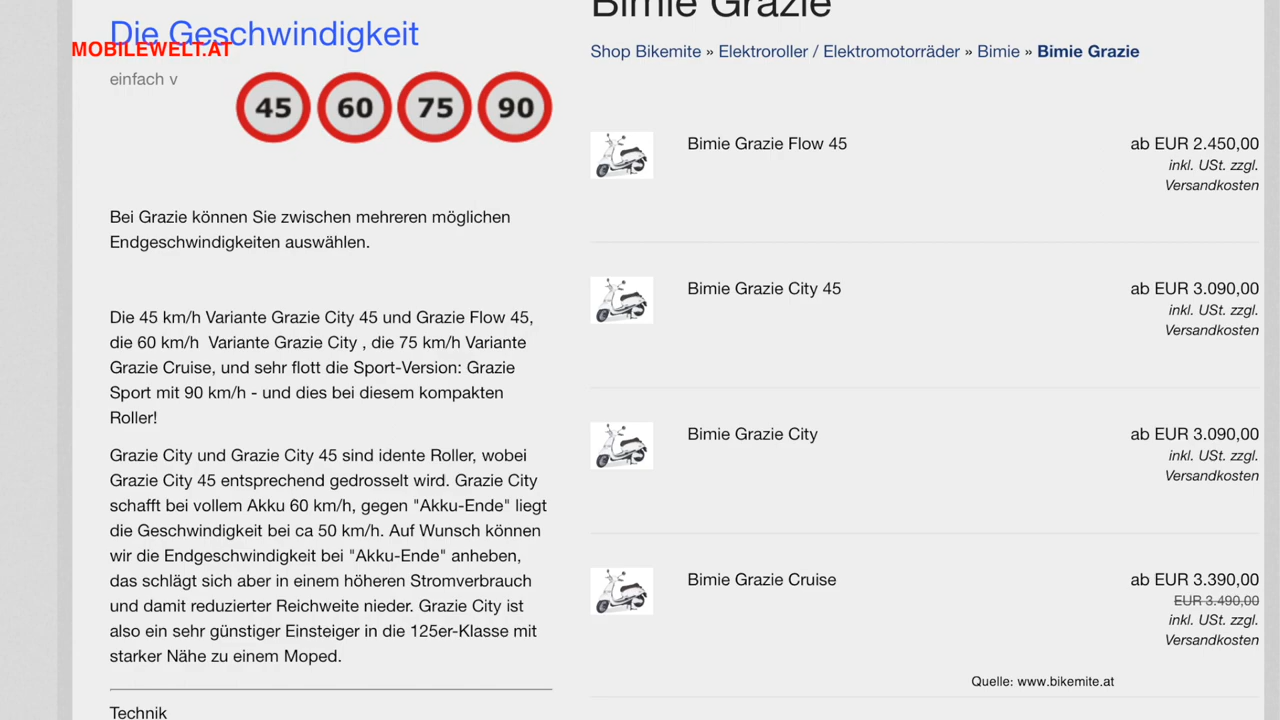 Die Geschwindigkeit
MOBILEWELT.AT
einfach v
45 60 75 90
Bei Grazie können Sie zwischen mehreren möglichen
Endgeschwindigkeiten auswählen.
Die 45 km/h Variante Grazie City 45 und Grazie Flow 45,
die 60 km/h Variante Grazie City , die 75 km/h Variante
Grazie Cruise, und sehr flott die Sport-Version: Grazie
Sport mit 90 km/h - und dies bei diesem kompakten
Roller!
Grazie City und Grazie City 45 sind idente Roller, wobei
Grazie City 45 entsprechend gedrosselt wird. Grazie City
schafft bei vollem Akku 60 km/h, gegen "Akku-Ende" liegt
die Geschwindigkeit bei ca 50 km/h. Auf Wunsch können
wir die Endgeschwindigkeit bei "Akku-Ende" anheben,
das schlägt sich aber in einem höheren Stromverbrauch
und damit reduzierter Reichweite nieder. Grazie City ist
also ein sehr günstiger Einsteiger in die 125er-Klasse mit
starker Nähe zu einem Moped.
Technik
Bimie Grazie
Shop Bikemite » Elektroroller / Elektromotorräder » Bimie » Bimie Grazie
Bimie Grazie Flow 45
ab EUR 2.450,00
inkl. USt. zzgl.
Versandkosten
Bimie Grazie City 45
ab EUR 3.090,00
inkl. USt. zzgl.
Versandkosten
Bimie Grazie City
ab EUR 3.090,00
inkl. USt. zzgl.
Versandkosten
Bimie Grazie Cruise
ab EUR 3.390,00
EUR 3.490,00
inkl. USt. zzgl.
Versandkosten
Quelle: www.bikemite.at